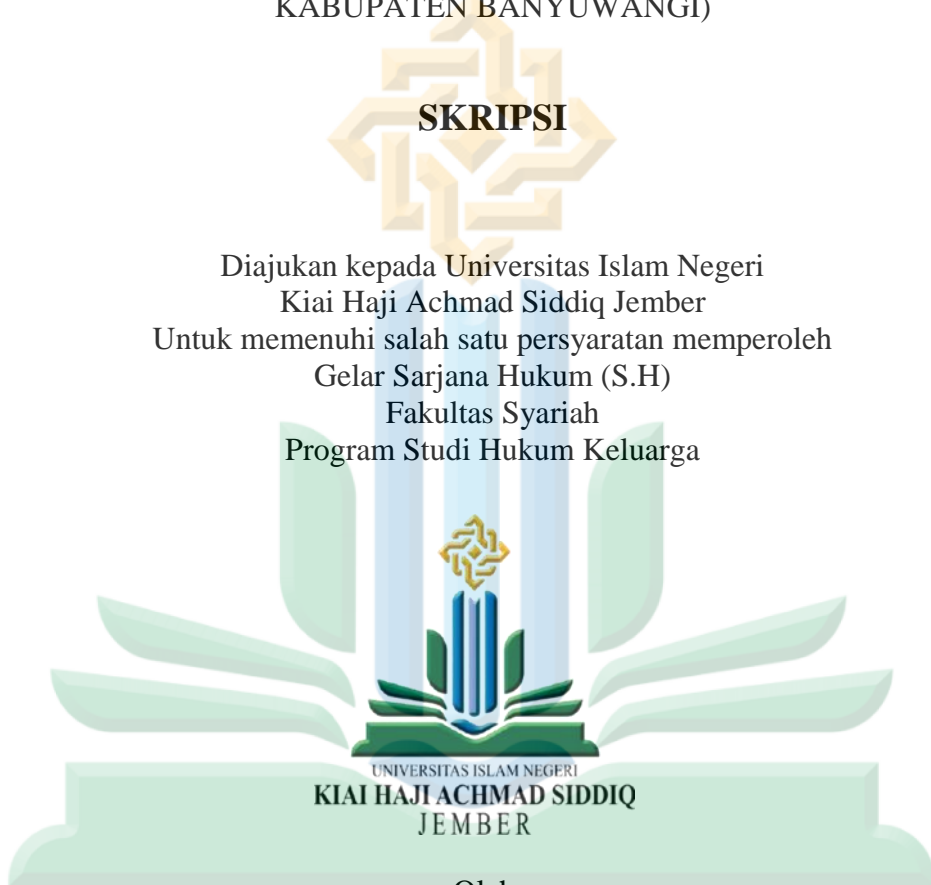 KABUPATEN BANYUWANGI)
SKRIPSI
Diajukan kepada Universitas Islam Negeri
Kiai Haji Achmad Siddiq Jember
Untuk memenuhi salah satu persyaratan memperoleh
Gelar Sarjana Hukum (S.H)
Fakultas Syariah
Program Studi Hukum Keluarga
UNIVERSITAS ISLAM NEGERI
KIAI HAJI ACHMAD SIDDIQ
JEMBER